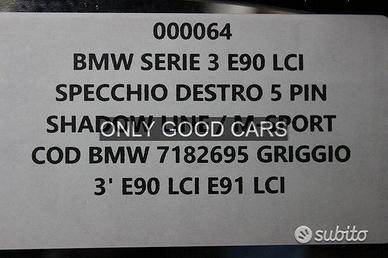 000064
BMW SERIE 3 E90 LCI
SPECCHIO DESTRO 5 PIN
SHADOW LINE / M SPORT
ONLY GOOD CARS
COD BMW 7182695 GRIGGIO
3' E90 LCI E91 LCI
subito